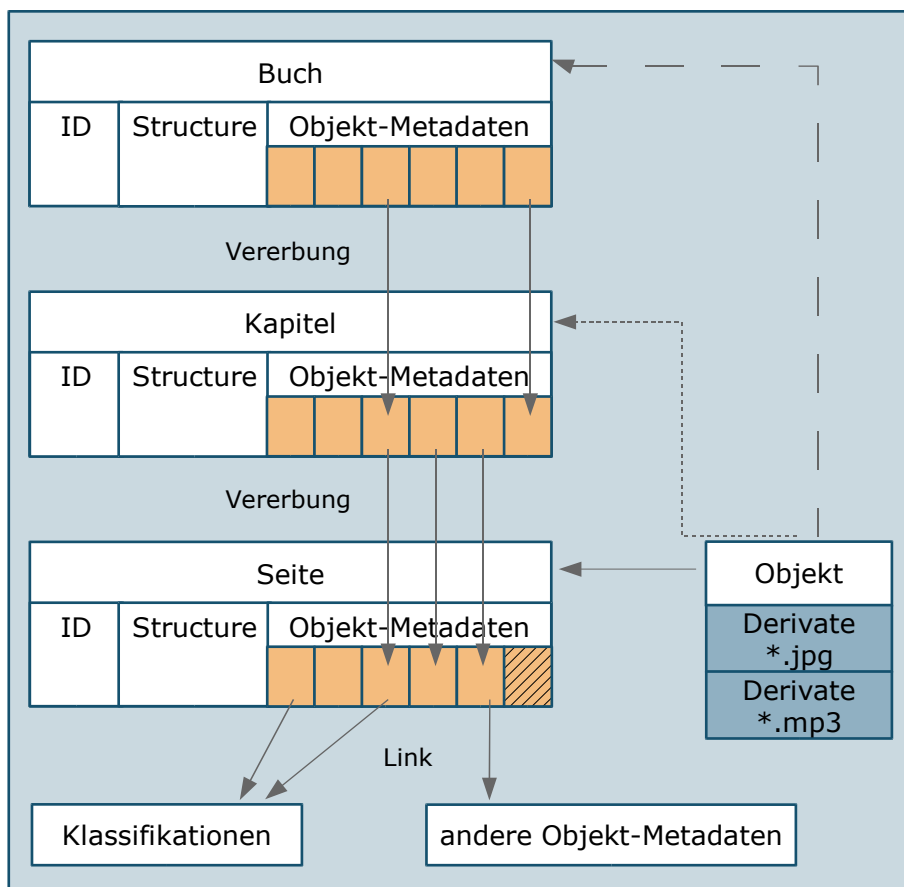 Buch
ID Structure Objekt-Metadaten
Vererbung
Kapitel
ID Structure Objekt-Metadaten
Vererbung
Seite
ID Structure Objekt-Metadaten
Objekt
Derivate
*.jpg
Derivate
*.mp3
Link
Klassifikationen
andere Objekt-Metadaten